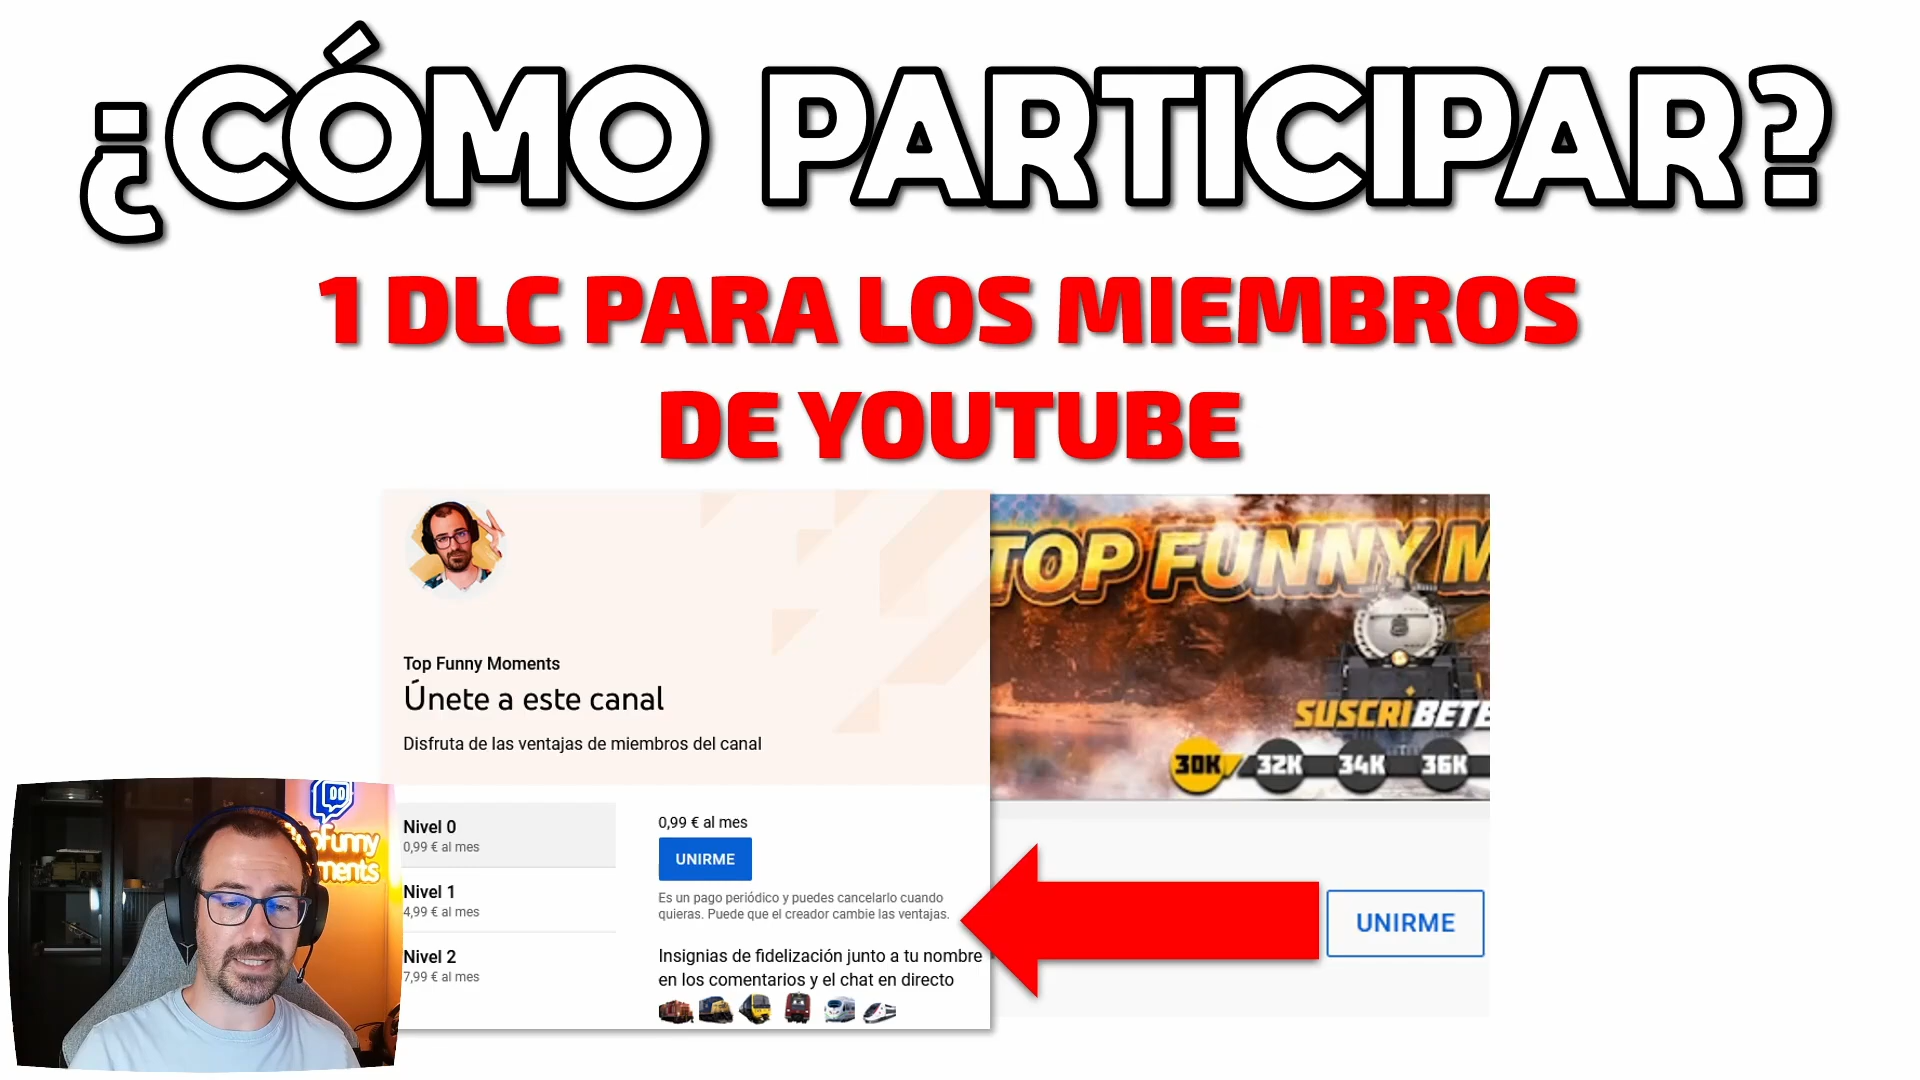 ¿CÓMO PARTICIPAR?
1 DLC PARA LOS MIEMBROS
DE YOUTUBE
Top Funny Moments
Únete a este canal
Disfruta de las ventajas de miembros del canal
Nivel 0
0,99 € al mes
Nivel 1
4,99 € al mes
Nivel 2
7,99 € al mes
0,99 € al mes
UNIRME
Es un pago periódico y puedes cancelarlo cuando
quieras. Puede que el creador cambie las ventajas.
Insignias de fidelización junto a tu nombre
en los comentarios y el chat en directo
TOP FUNNY M
SUSCRÍBETE
30K 32K 34K 36K
UNIRME
Funny
ments